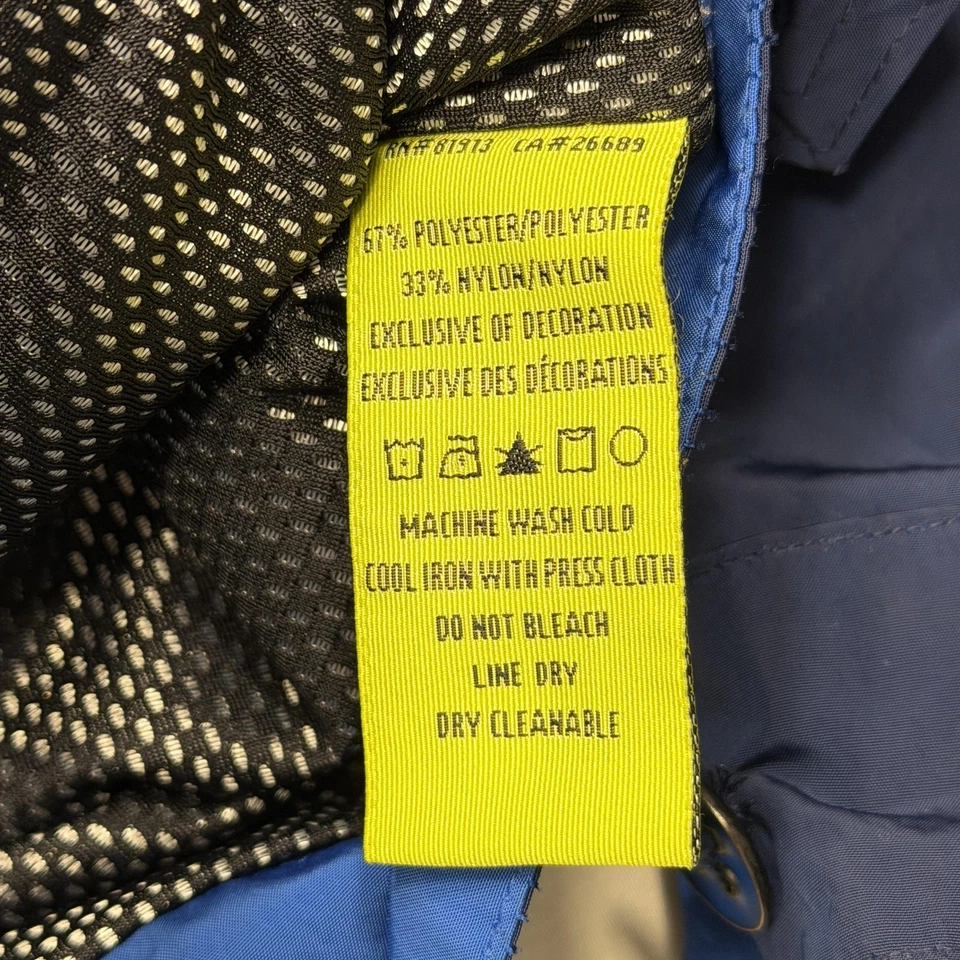 RN# 81913 CA# 26689
67% POLYESTER/POLYESTER
33% NYLON/NYLON
EXCLUSIVE OF DECORATION
EXCLUSIVE DES DÉCORATIONS
MACHINE WASH COLD
COOL IRON WITH PRESS CLOTH
DO NOT BLEACH
LINE DRY
DRY CLEANABLE